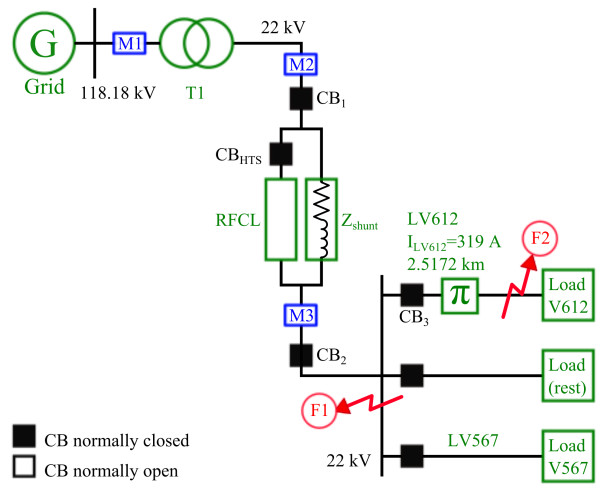 G
Grid
118.18 kV
M1
T1
22 kV
M2
CB1
CBHTS
RFCL
Zshunt
M3
CB2
LV612
ILV612=319 A
2.5172 km
F2
CB3
π
Load
V612
Load
(rest)
F1
LV567
Load
V567
22 kV
CB normally closed
CB normally open